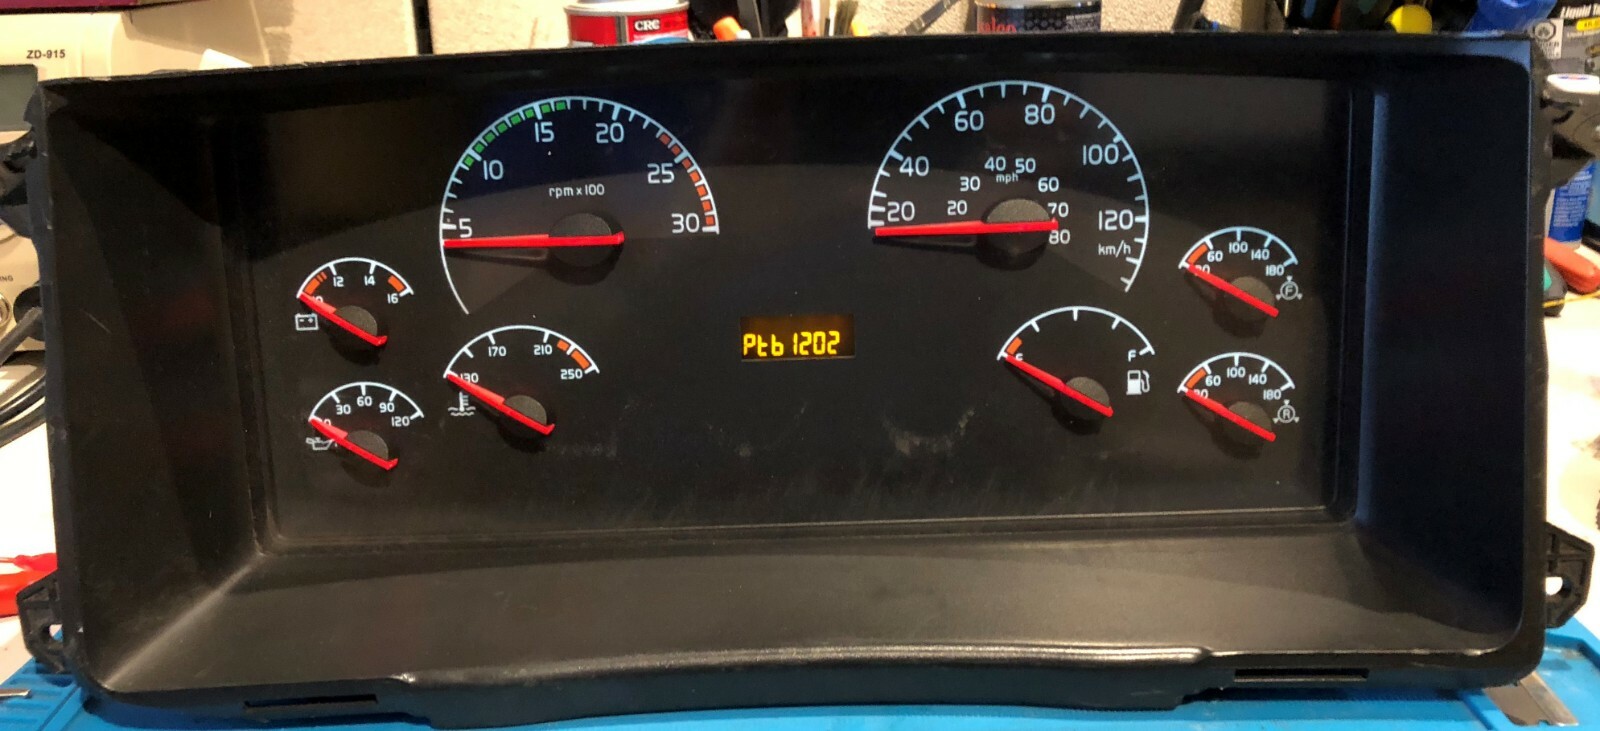 ZD-915
CRC
Liquid
5 10 15 20 25 30
rpm x 100
20 40 60 80 100 120
km/h
20 30 40 50 60 70 80
mph
12 14 16
130 170 210 250
30 60 90 120
Ptb1202
F
60 100 140 180
F
60 100 140 180
R